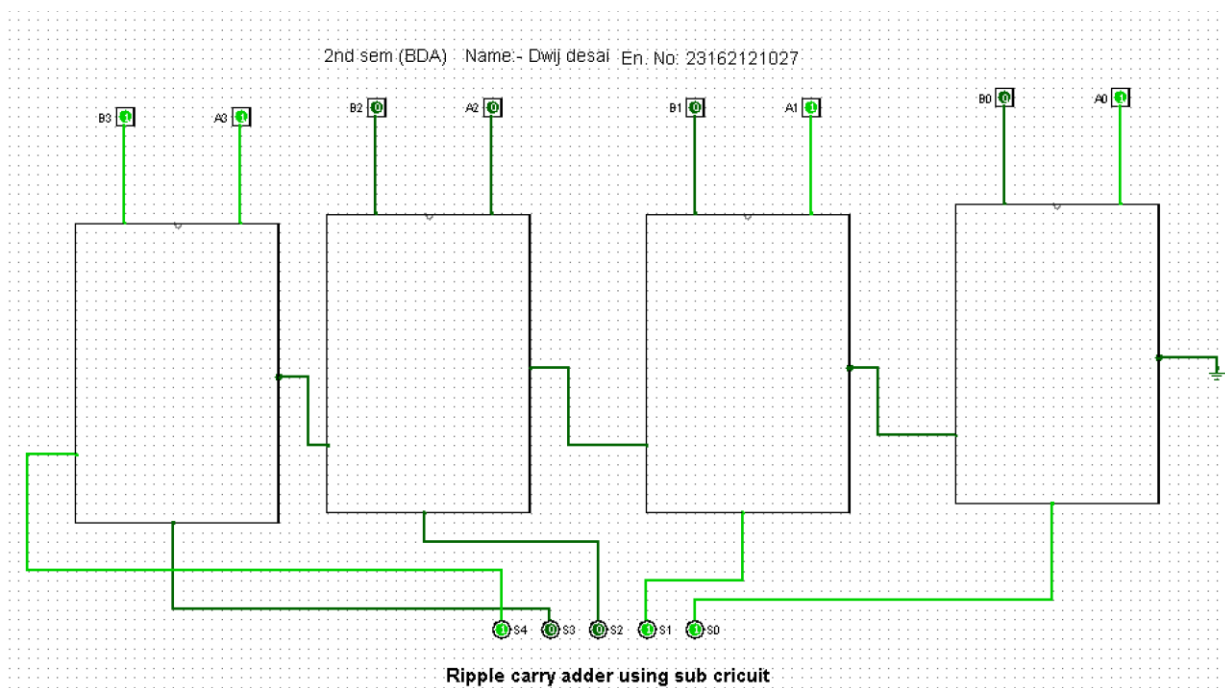 2nd sem (BDA) Name:- Dwij desai En. No: 23162121027
B3 1 A3 1 B2 0 A2 0 B1 0 A1 1 B0 0 A0 1
1 S4 0 S3 0 S2 1 S1 1 S0
Ripple carry adder using sub cricuit